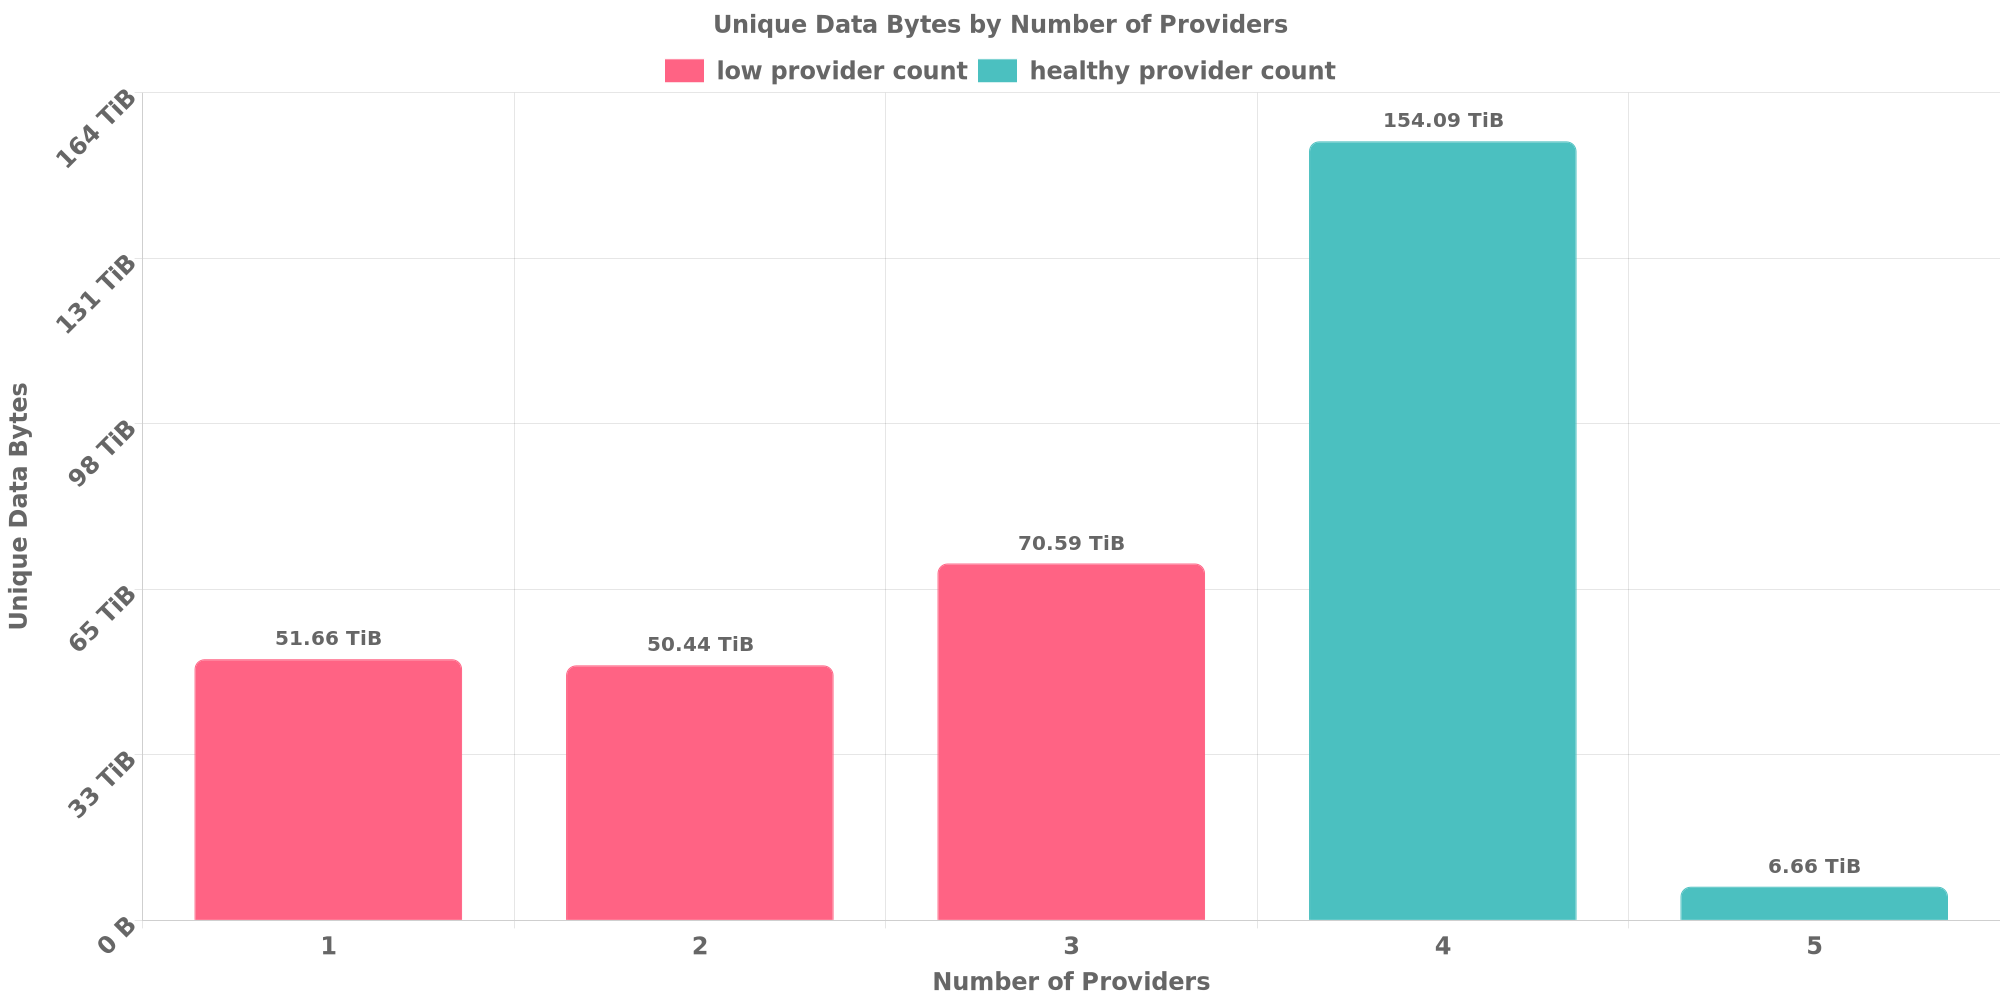 Unique Data Bytes by Number of Providers
low provider count
healthy provider count
Unique Data Bytes
164 TiB
131 TiB
98 TiB
65 TiB
33 TiB
0 B
51.66 TiB
50.44 TiB
70.59 TiB
154.09 TiB
6.66 TiB
1
2
3
4
5
Number of Providers